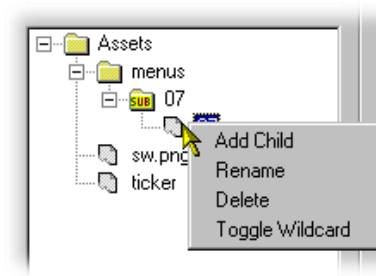 Assets
menus
SUB 07
Add Child
sw.png
Rename
ticker
Delete
Toggle Wildcard